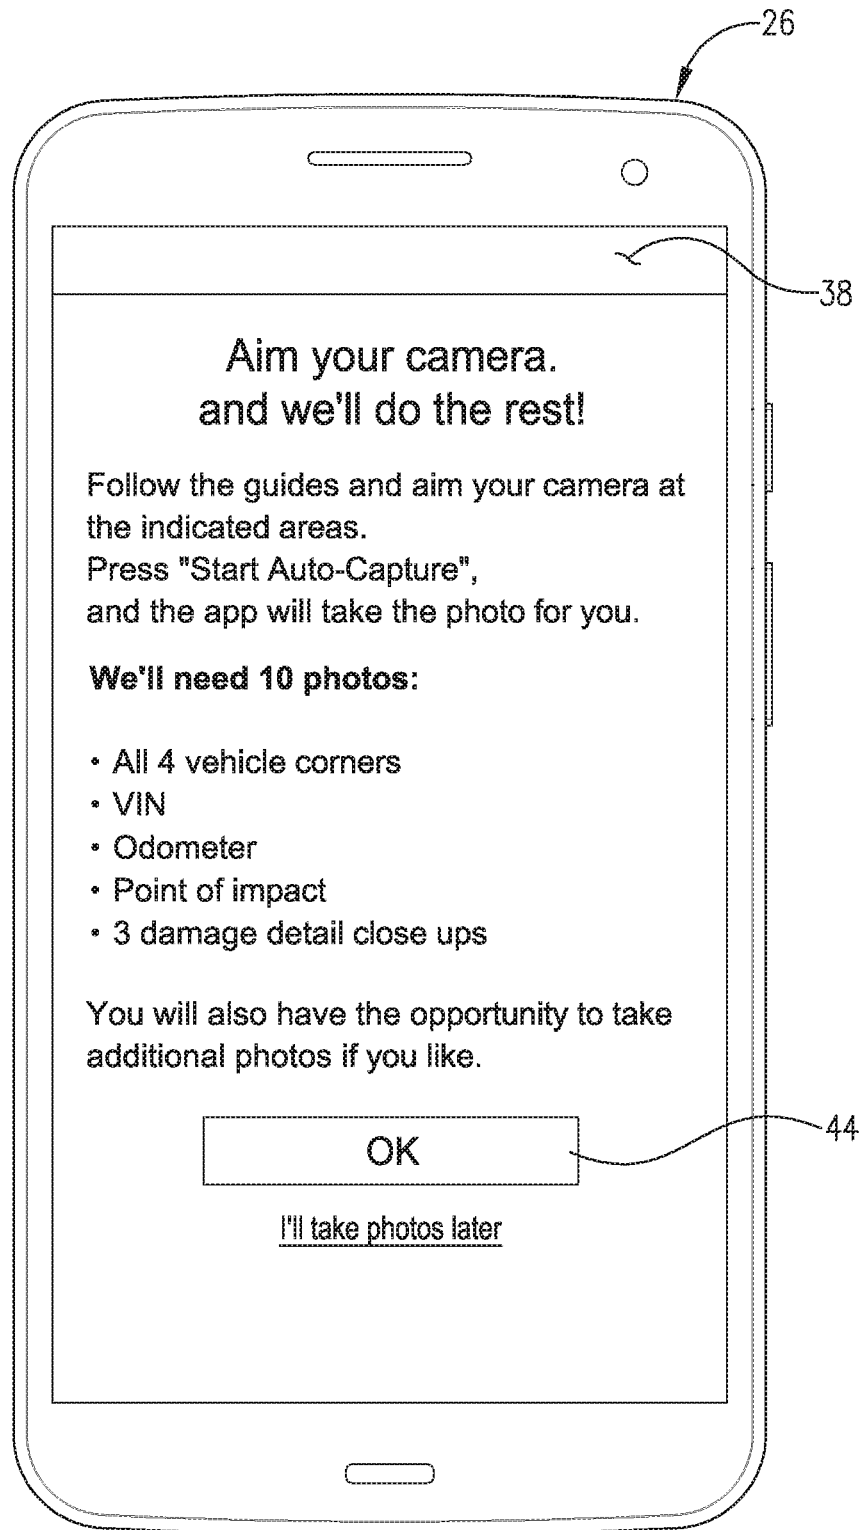 26
38
Aim your camera.
and we'll do the rest!
Follow the guides and aim your camera at
the indicated areas.
Press "Start Auto-Capture",
and the app will take the photo for you.
We'll need 10 photos:
• All 4 vehicle corners
• VIN
• Odometer
• Point of impact
• 3 damage detail close ups
You will also have the opportunity to take
additional photos if you like.
OK
44
I'll take photos later